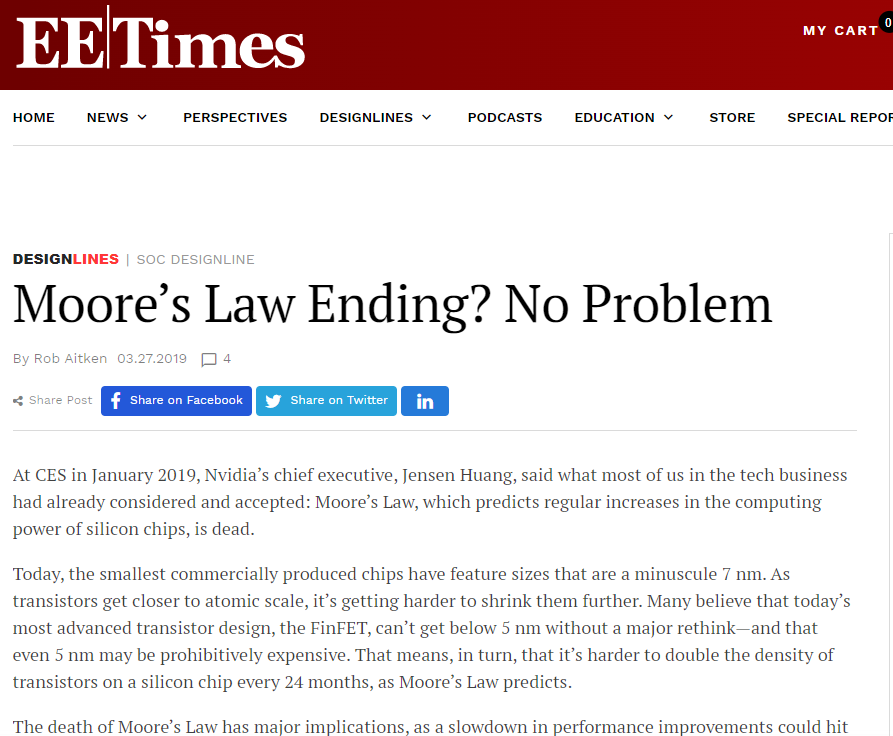 EE Times
MY CART
0
HOME NEWS PERSPECTIVES DESIGNLINES PODCASTS EDUCATION STORE SPECIAL REPOR
DESIGNLINES | SOC DESIGNLINE
Moore’s Law Ending? No Problem
By Rob Aitken 03.27.2019 4
Share Post Share on Facebook Share on Twitter in
At CES in January 2019, Nvidia’s chief executive, Jensen Huang, said what most of us in the tech business
had already considered and accepted: Moore’s Law, which predicts regular increases in the computing
power of silicon chips, is dead.
Today, the smallest commercially produced chips have feature sizes that are a minuscule 7 nm. As
transistors get closer to atomic scale, it’s getting harder to shrink them further. Many believe that today’s
most advanced transistor design, the FinFET, can’t get below 5 nm without a major rethink—and that
even 5 nm may be prohibitively expensive. That means, in turn, that it’s harder to double the density of
transistors on a silicon chip every 24 months, as Moore’s Law predicts.
The death of Moore’s Law has major implications, as a slowdown in performance improvements could hit